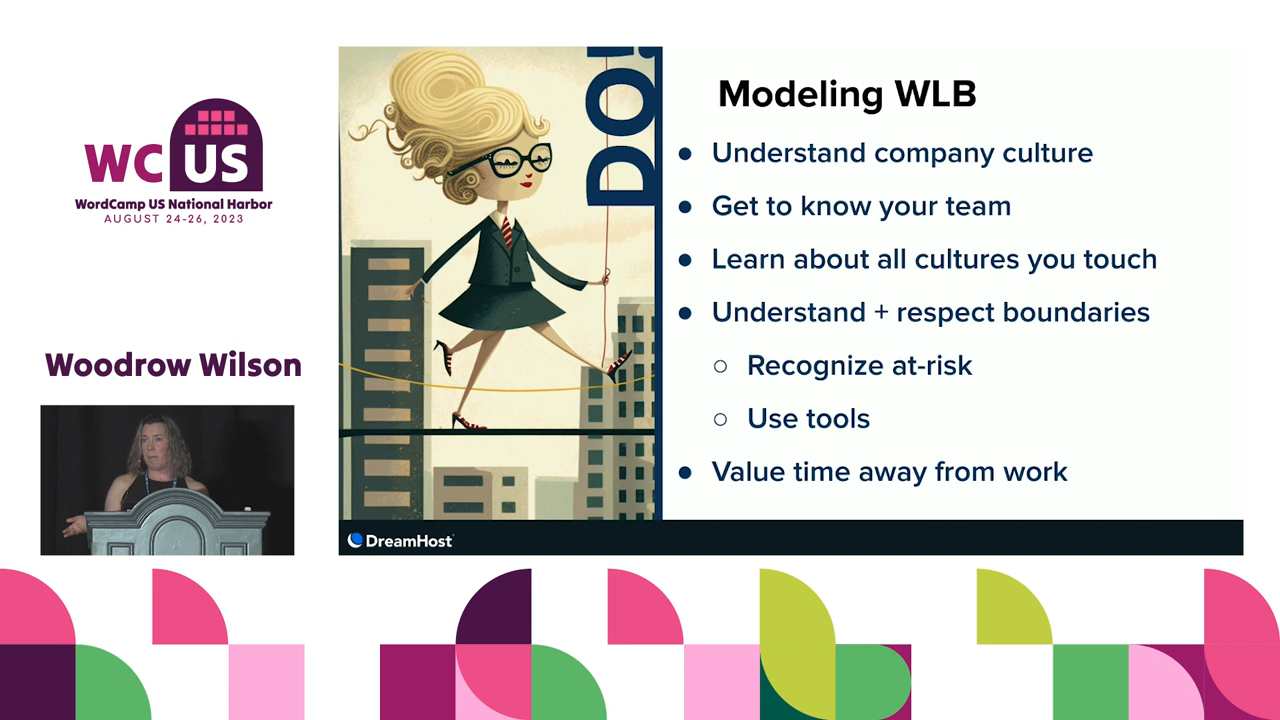 WC US
WordCamp US National Harbor
AUGUST 24-26, 2023
Woodrow Wilson
DO!
Modeling WLB
● Understand company culture
● Get to know your team
● Learn about all cultures you touch
● Understand + respect boundaries
○ Recognize at-risk
○ Use tools
● Value time away from work
DreamHost